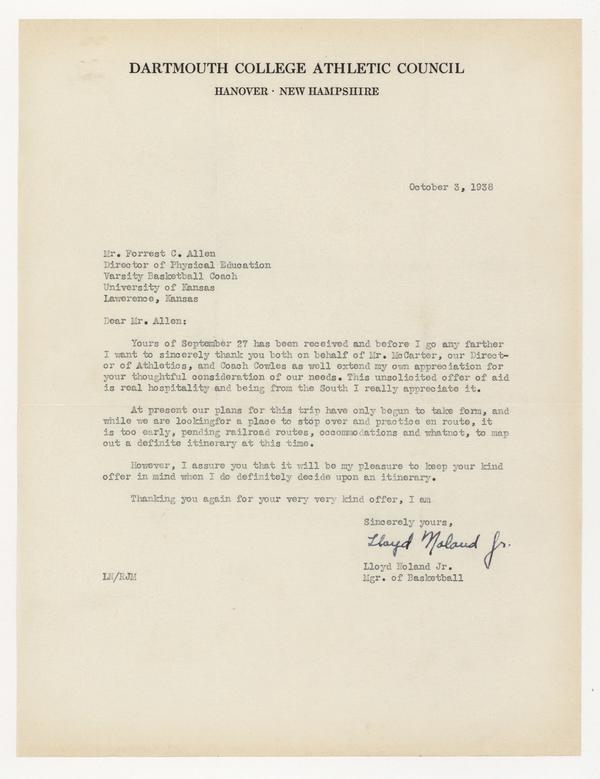 DARTMOUTH COLLEGE ATHLETIC COUNCIL
HANOVER · NEW HAMPSHIRE
October 3, 1938
Mr. Forrest C. Allen
Director of Physical Education
Varsity Basketball Coach
University of Kansas
Lawerence, Kansas
Dear Mr. Allen:
Yours of September 27 has been received and before I go any farther
I want to sincerely thank you both on behalf of Mr. McCarter, our Direct-
or of Athletics, and Coach Cowles as well extend my own appreciation for
your thoughtful consideration of our needs. This unsolicited offer of aid
is real hospitality and being from the South I really appreciate it.
At present our plans for this trip have only begun to take form, and
while we are lookingfor a place to stop over and practice en route, it
is too early, pending railroad routes, occommodations and whatnot, to map
out a definite itinerary at this time.
However, I assure you that it will be my pleasure to keep your kind
offer in mind when I do definitely decide upon an itinerary.
Thanking you again for your very very kind offer, I am
Sincerely yours,
Lloyd Noland Jr.
Lloyd Noland Jr.
LN/RJM Mgr. of Basketball